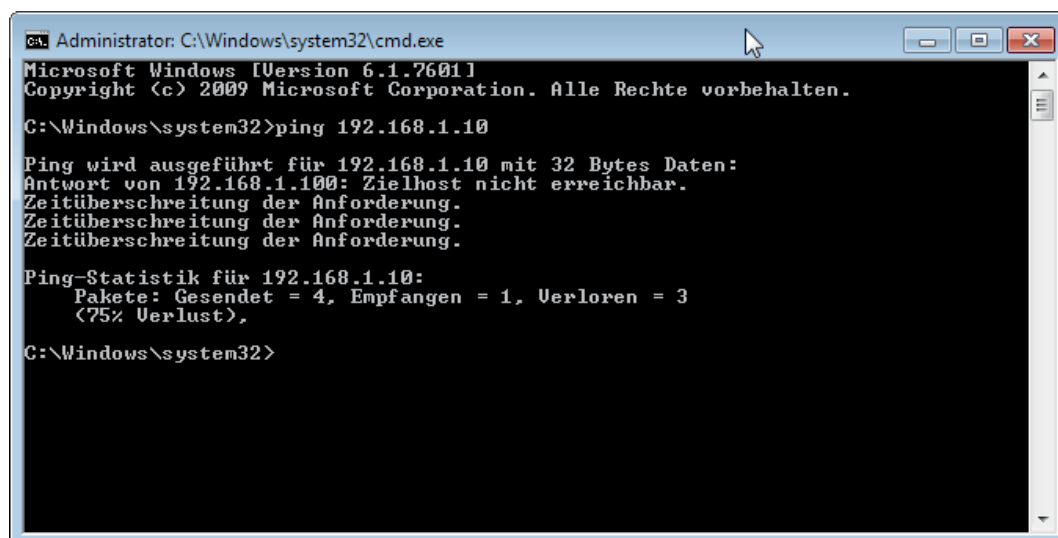 Administrator: C:\Windows\system32\cmd.exe
Microsoft Windows [Version 6.1.7601]
Copyright (c) 2009 Microsoft Corporation. Alle Rechte vorbehalten.
C:\Windows\system32>ping 192.168.1.10
Ping wird ausgeführt für 192.168.1.10 mit 32 Bytes Daten:
Antwort von 192.168.1.100: Zielhost nicht erreichbar.
Zeitüberschreitung der Anforderung.
Zeitüberschreitung der Anforderung.
Zeitüberschreitung der Anforderung.
Ping-Statistik für 192.168.1.10:
Pakete: Gesendet = 4, Empfangen = 1, Verloren = 3
(75% Verlust),
C:\Windows\system32>